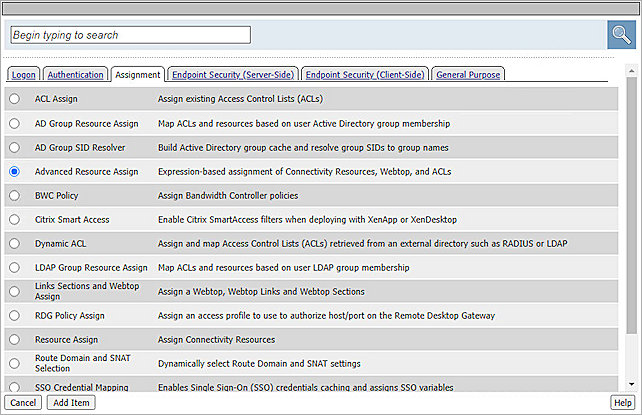 Begin typing to search
Logon Authentication Assignment Endpoint Security (Server-Side) Endpoint Security (Client-Side) General Purpose
ACL Assign Assign existing Access Control Lists (ACLs)
AD Group Resource Assign Map ACLs and resources based on user Active Directory group membership
AD Group SID Resolver Build Active Directory group cache and resolve group SIDs to group names
Advanced Resource Assign Expression-based assignment of Connectivity Resources, Webtop, and ACLs
BWC Policy Assign Bandwidth Controller policies
Citrix Smart Access Enable Citrix SmartAccess filters when deploying with XenApp or XenDesktop
Dynamic ACL Assign and map Access Control Lists (ACLs) retrieved from an external directory such as RADIUS or LDAP
LDAP Group Resource Assign Map ACLs and resources based on user LDAP group membership
Links Sections and Webtop
Assign Assign a Webtop, Webtop Links and Webtop Sections
RDG Policy Assign Assign an access profile to use to authorize host/port on the Remote Desktop Gateway
Resource Assign Assign Connectivity Resources
Route Domain and SNAT
Selection Dynamically select Route Domain and SNAT settings
SSO Credential Mapping Enables Single Sign-On (SSO) credentials caching and assigns SSO variables
Cancel Add Item Help